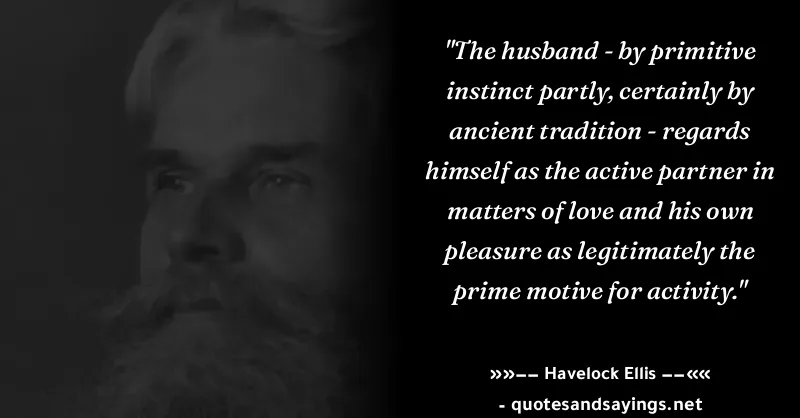 "The husband - by primitive
instinct partly, certainly by
ancient tradition - regards
himself as the active partner in
matters of love and his own
pleasure as legitimately the
prime motive for activity."
»»–– Havelock Ellis ––««
- quotesandsayings.net